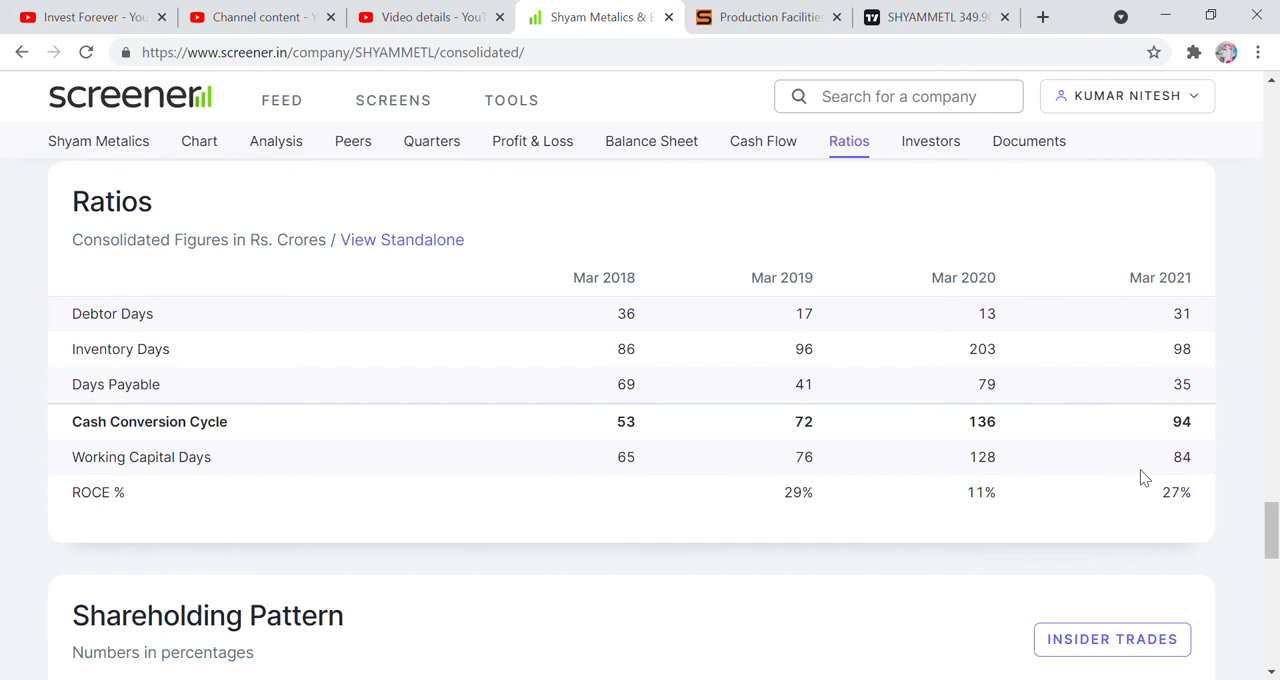 Invest Forever - You
Channel content - Y
Video details - YouT
Shyam Metalics & E
Production Facilitie
SHYAMMETL 349.90
https://www.screener.in/company/SHYAMMETL/consolidated/
screener
FEED SCREENS TOOLS
Search for a company
KUMAR NITESH
Shyam Metalics Chart Analysis Peers Quarters Profit & Loss Balance Sheet Cash Flow Ratios Investors Documents
Ratios
Consolidated Figures in Rs. Crores / View Standalone
Mar 2018 Mar 2019 Mar 2020 Mar 2021
Debtor Days 36 17 13 31
Inventory Days 86 96 203 98
Days Payable 69 41 79 35
Cash Conversion Cycle 53 72 136 94
Working Capital Days 65 76 128 84
ROCE % 29% 11% 27%
Shareholding Pattern
INSIDER TRADES
Numbers in percentages